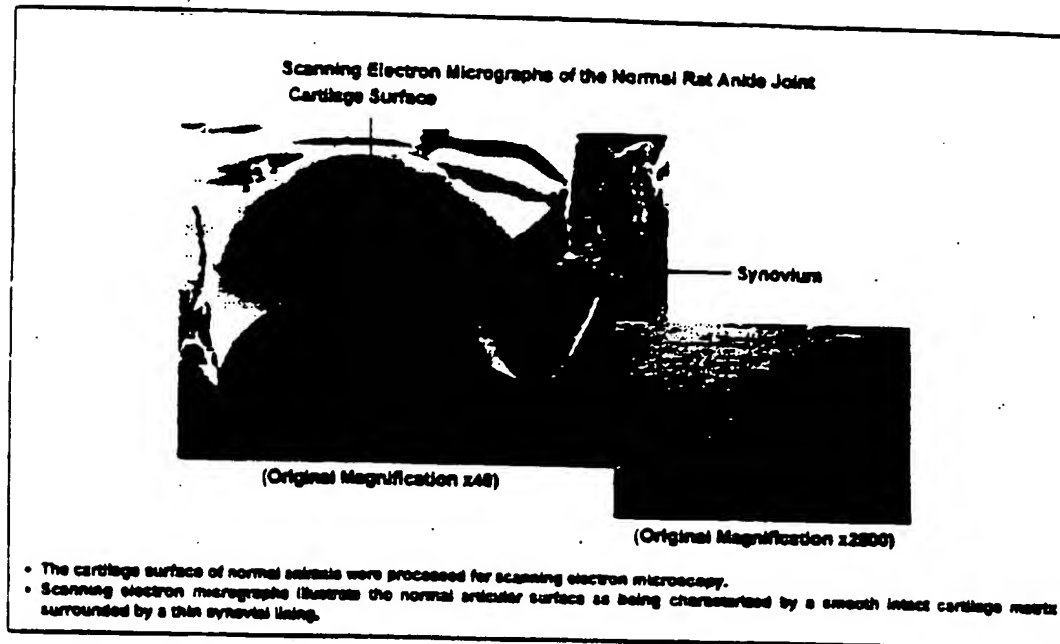 Scanning Electron Micrographs of the Normal Rat Ankle Joint
Cartilage Surface
Synovium
(Original Magnification x40)
(Original Magnification x2800)
• The cartilage surface of normal animals were processed for scanning electron microscopy.
• Scanning electron micrographs illustrate the normal articular surface as being characterized by a smooth intact cartilage matrix
surrounded by a thin synovial lining.